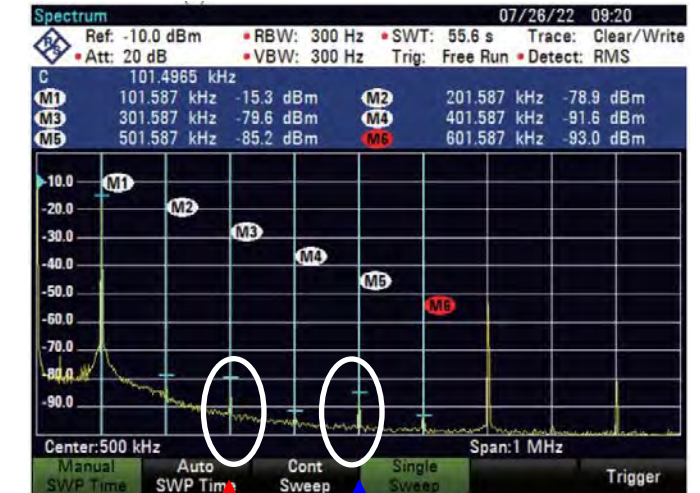 Spectrum 07/26/22 09:20
Ref: -10.0 dBm • RBW: 300 Hz • SWT: 55.6 s Trace: Clear/Write
• Att: 20 dB • VBW: 300 Hz Trig: Free Run • Detect: RMS
C 101.4965 kHz
M1 101.587 kHz -15.3 dBm M2 201.587 kHz -78.9 dBm
M3 301.587 kHz -79.6 dBm M4 401.587 kHz -91.6 dBm
M5 501.587 kHz -85.2 dBm M6 601.587 kHz -93.0 dBm
-10.0 M1
-20.0 M2
-30.0 M3
-40.0 M4
-50.0 M5
-60.0 M6
-70.0
-80.0
-90.0
Center:500 kHz Span:1 MHz
Manual Auto Cont Single
SWP Time SWP Time Sweep Sweep Trigger